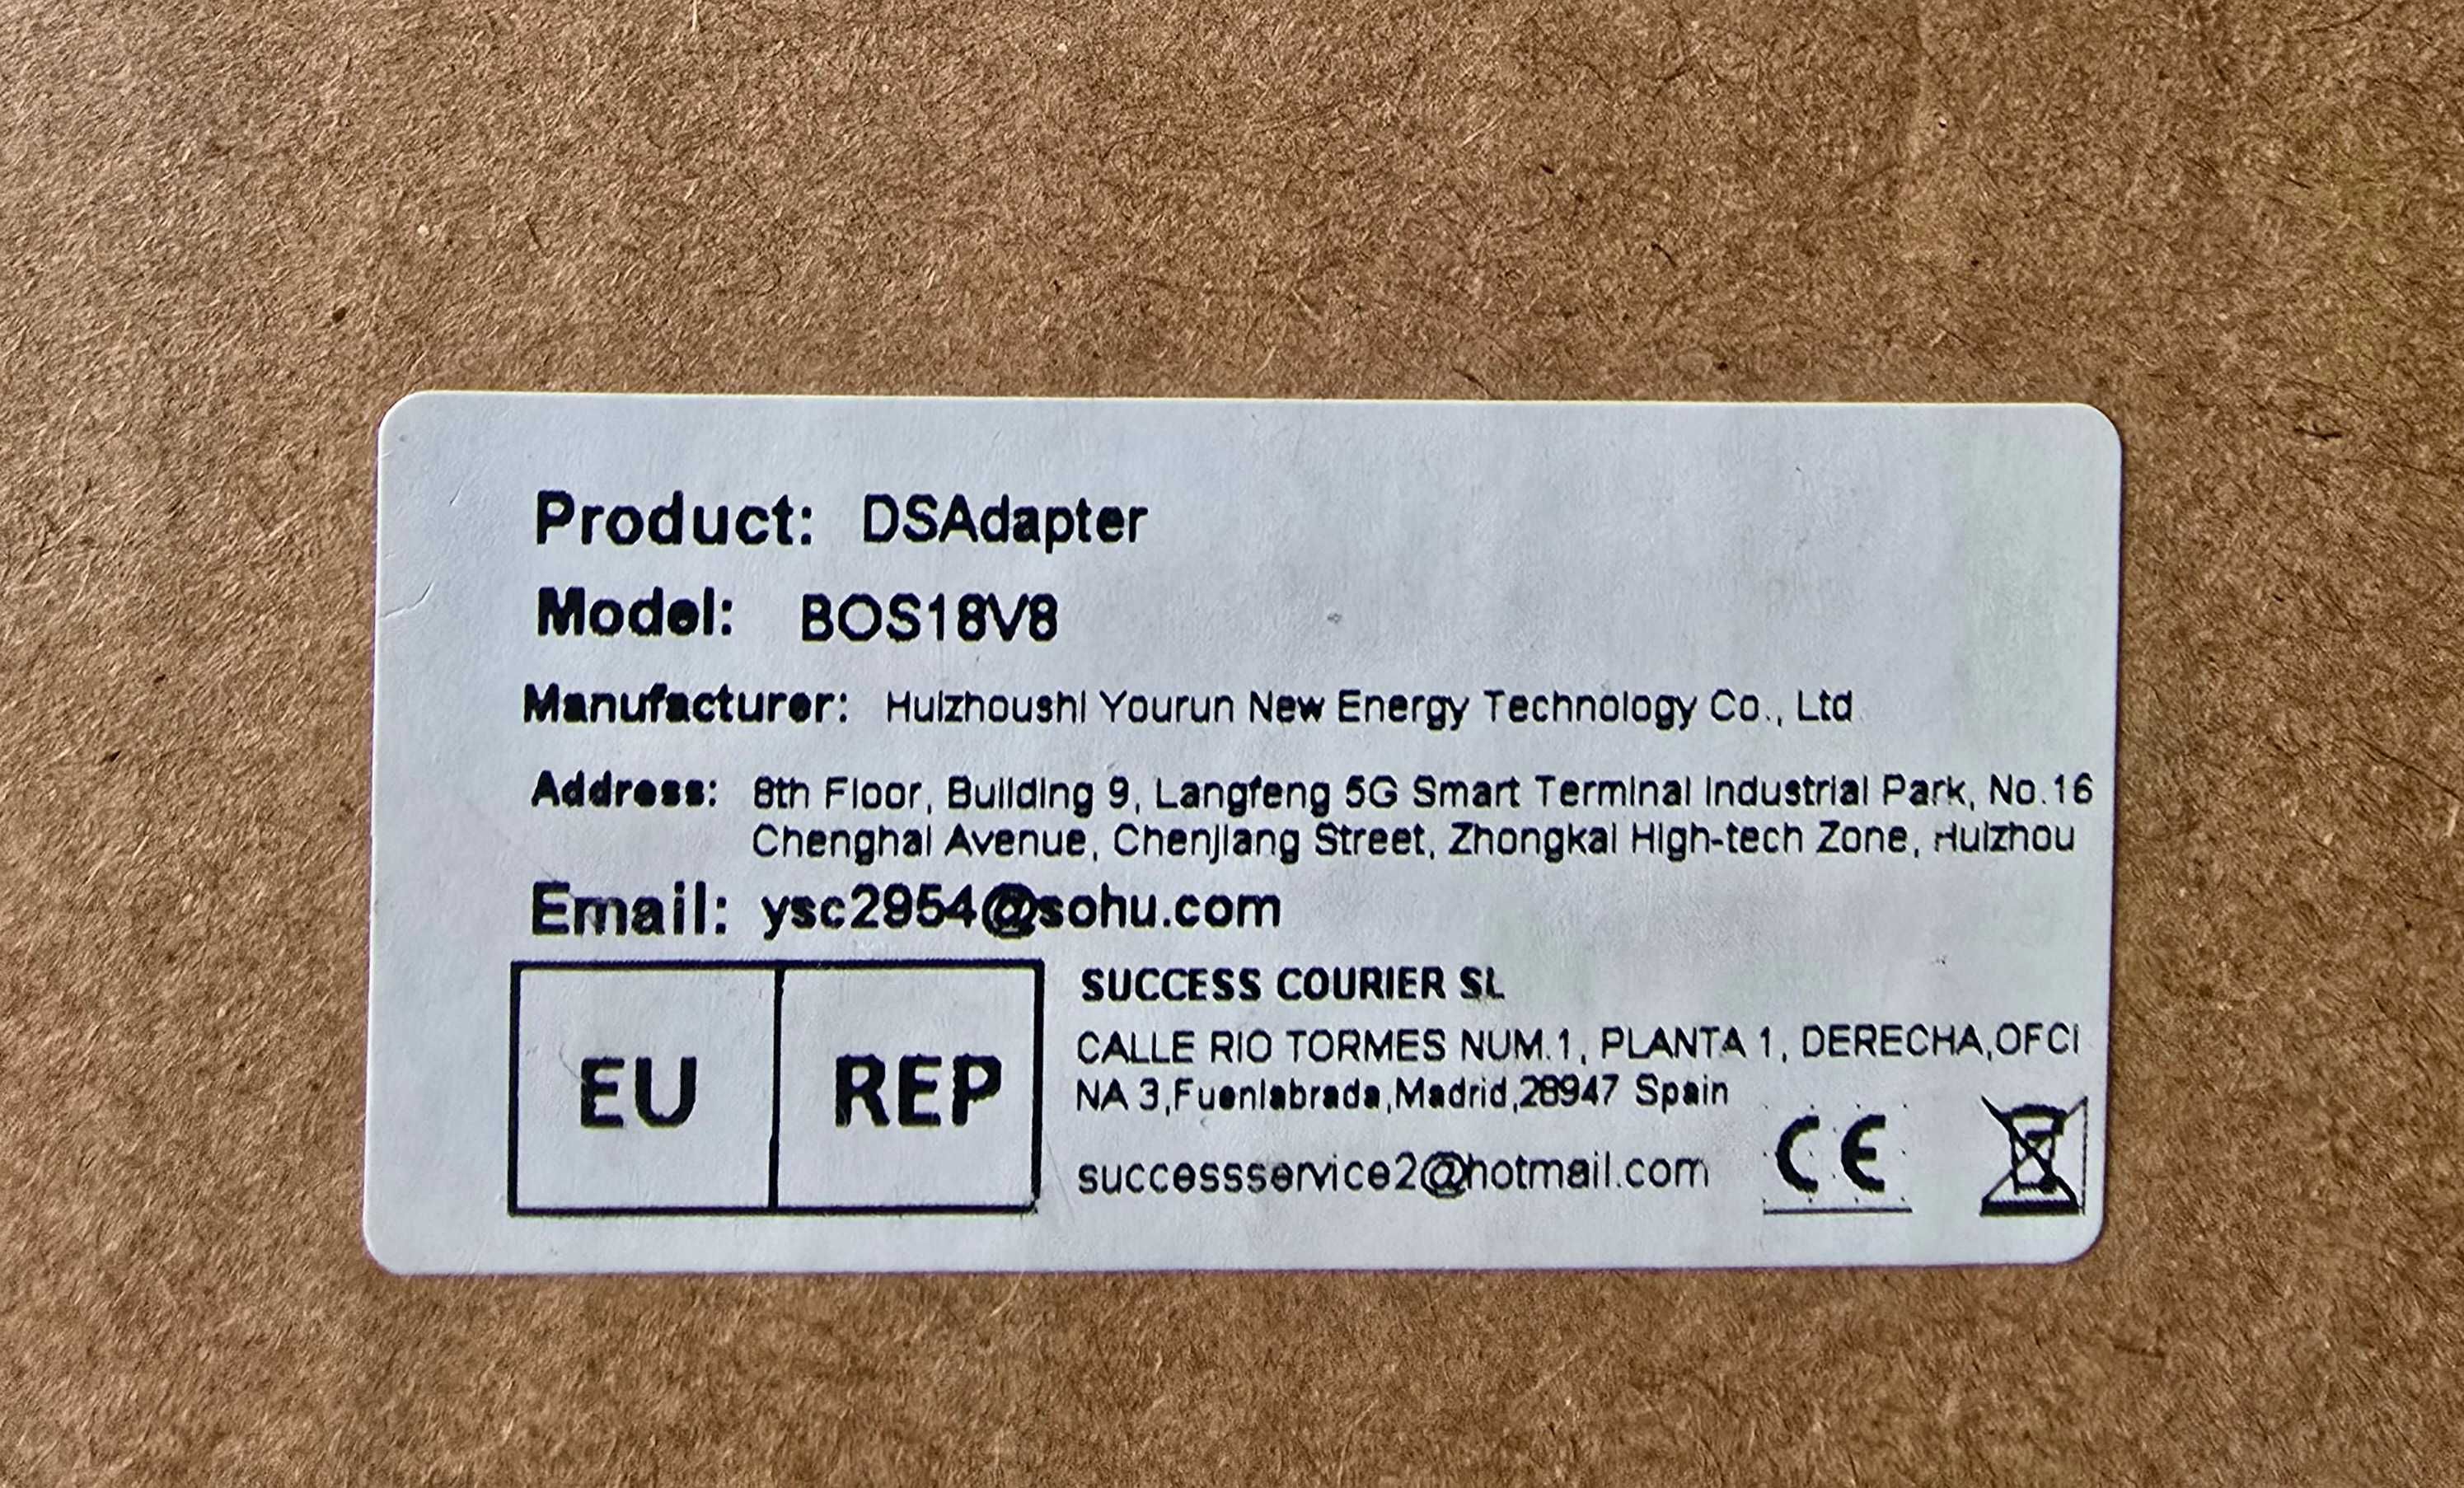 Product: DSAdapter
Model: BOS18V8
Manufacturer: Huizhoushi Yourun New Energy Technology Co., Ltd
Address: 8th Floor, Building 9, Langfeng 5G Smart Terminal Industrial Park, No.16
Chenghai Avenue, Chenjiang Street, Zhongkai High-tech Zone, Huizhou
Email: ysc2954@sohu.com
EU REP
SUCCESS COURIER SL
CALLE RIO TORMES NUM.1, PLANTA 1, DERECHA,OFCI
NA 3,Fuenlabrada,Madrid,28947 Spain
successservice2@hotmail.com
CE